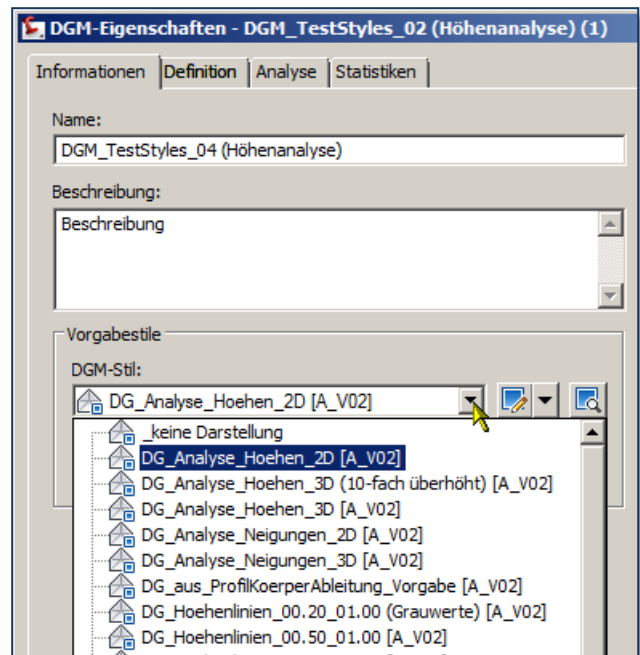 DGM-Eigenschaften - DGM_TestStyles_02 (Höhenanalyse) (1)
Informationen Definition Analyse Statistiken
Name:
DGM_TestStyles_04 (Höhenanalyse)
Beschreibung:
Beschreibung
Vorgabestile
DGM-Stil:
DG_Analyse_Hoehen_2D [A_V02]
_keine Darstellung
DG_Analyse_Hoehen_2D [A_V02]
DG_Analyse_Hoehen_3D (10-fach überhöht) [A_V02]
DG_Analyse_Hoehen_3D [A_V02]
DG_Analyse_Neigungen_2D [A_V02]
DG_Analyse_Neigungen_3D [A_V02]
DG_aus_ProfilKoerperAbleitung_Vorgabe [A_V02]
DG_Hoehenlinien_00.20_01.00 (Grauwerte) [A_V02]
DG_Hoehenlinien_00.50_01.00 [A_V02]